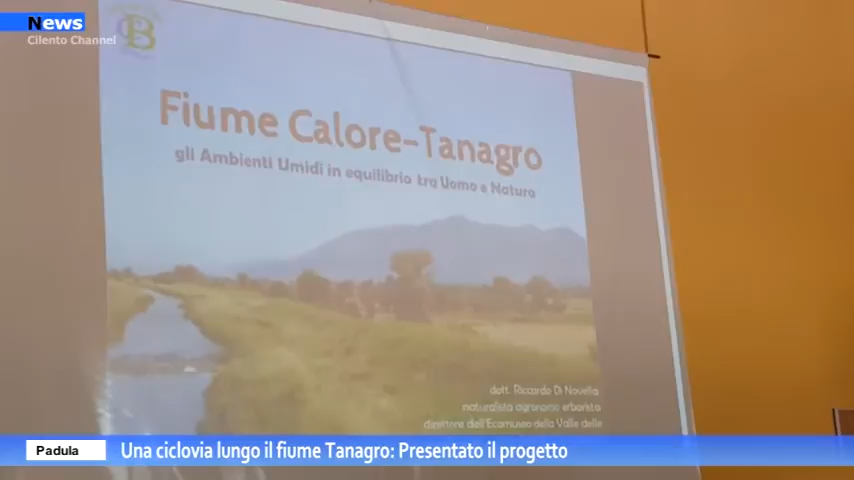 News
Cilento Channel
Fiume Calore-Tanagro
gli Ambienti Umidi in equilibrio tra Uomo e Natura
dott. Riccardo Di Novella
naturalista agronomo erborista
direttore dell'Ecomuseo della Valle delle
Padula
Una ciclovia lungo il fiume Tanagro: Presentato il progetto